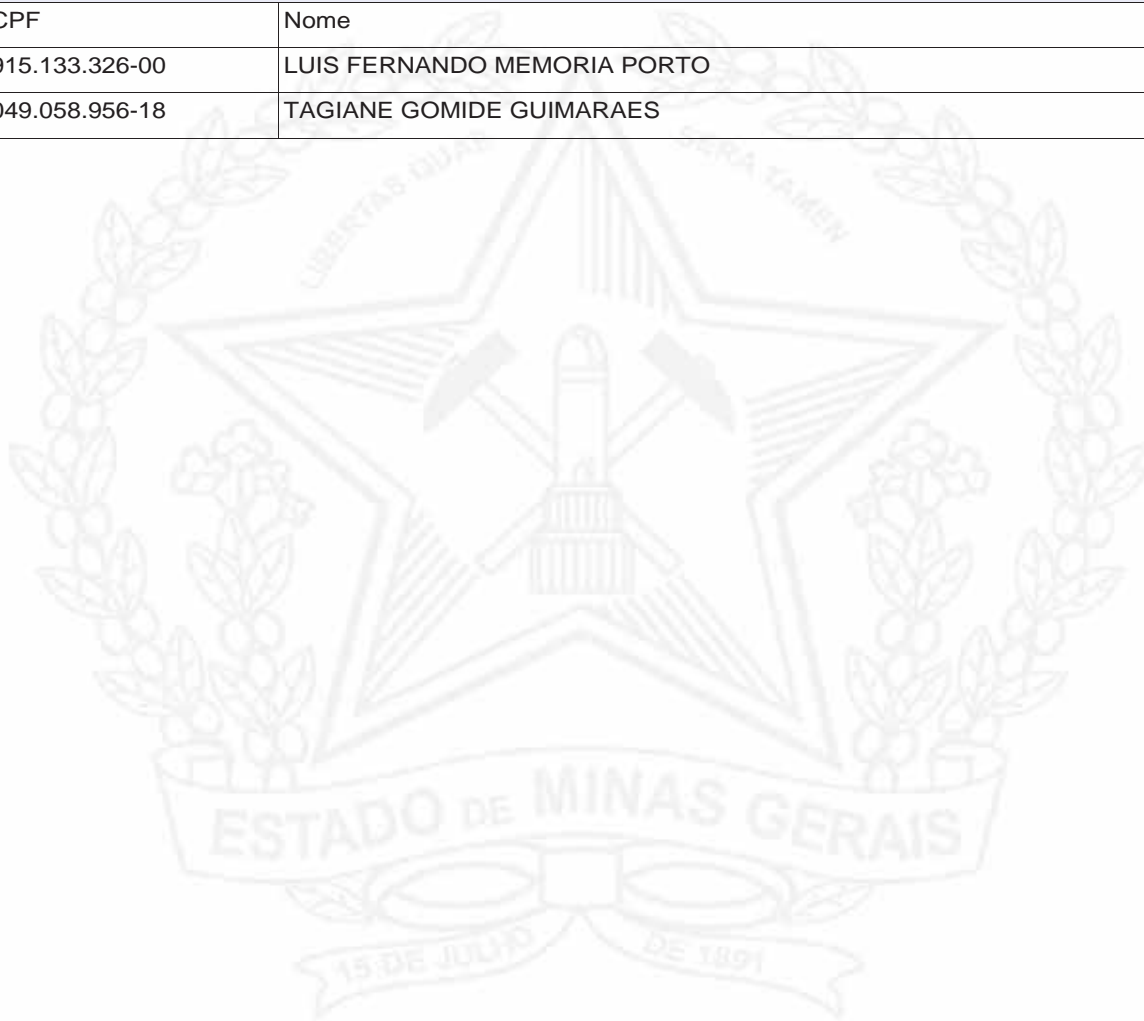 CPF Nome
915.133.326-00 LUIS FERNANDO MEMORIA PORTO
049.058.956-18 TAGIANE GOMIDE GUIMARAES
LIBERTAS QUAE SERA TAMEN
ESTADO DE MINAS GERAIS
15 DE JULHO DE 1891